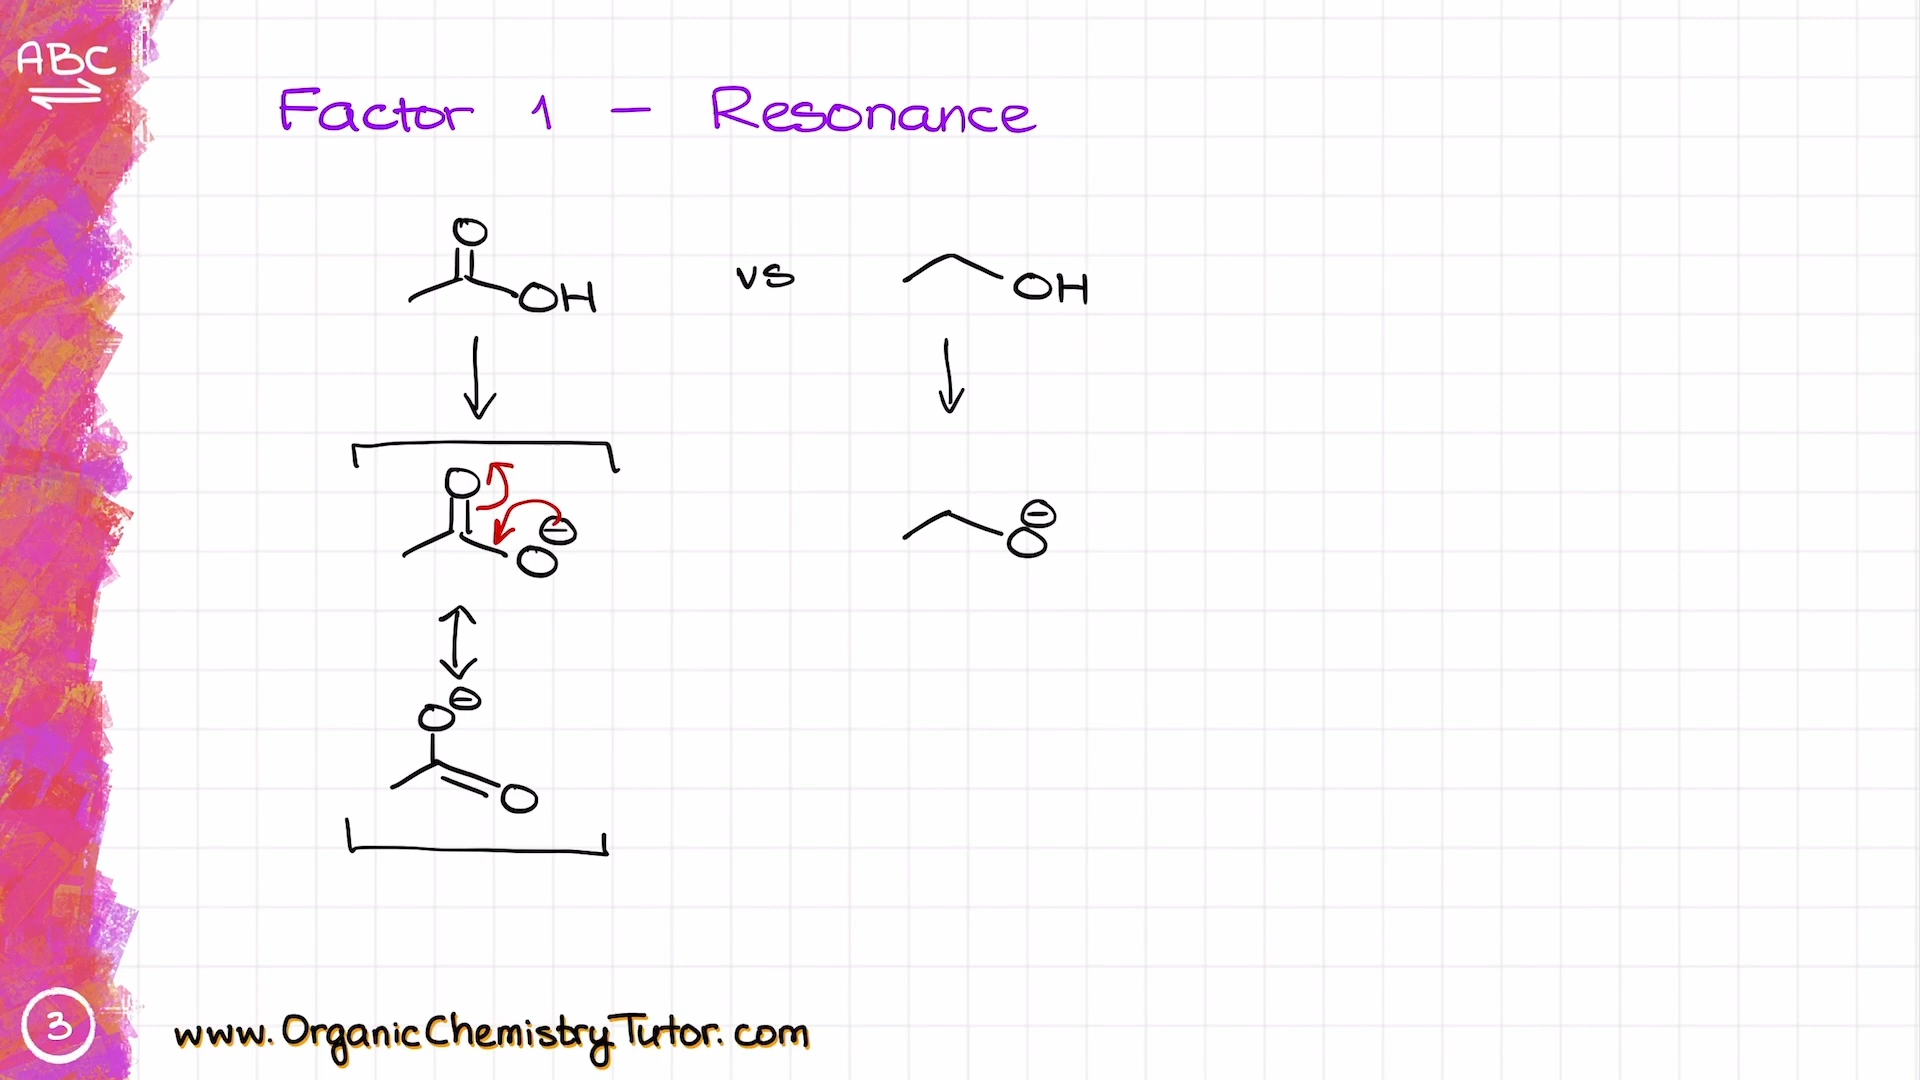 ABC
Factor 1 – Resonance
O
OH
vs
OH
O
⊖
O
⊖
O
⊖
O
O
3
www.OrganicChemistryTutor.com